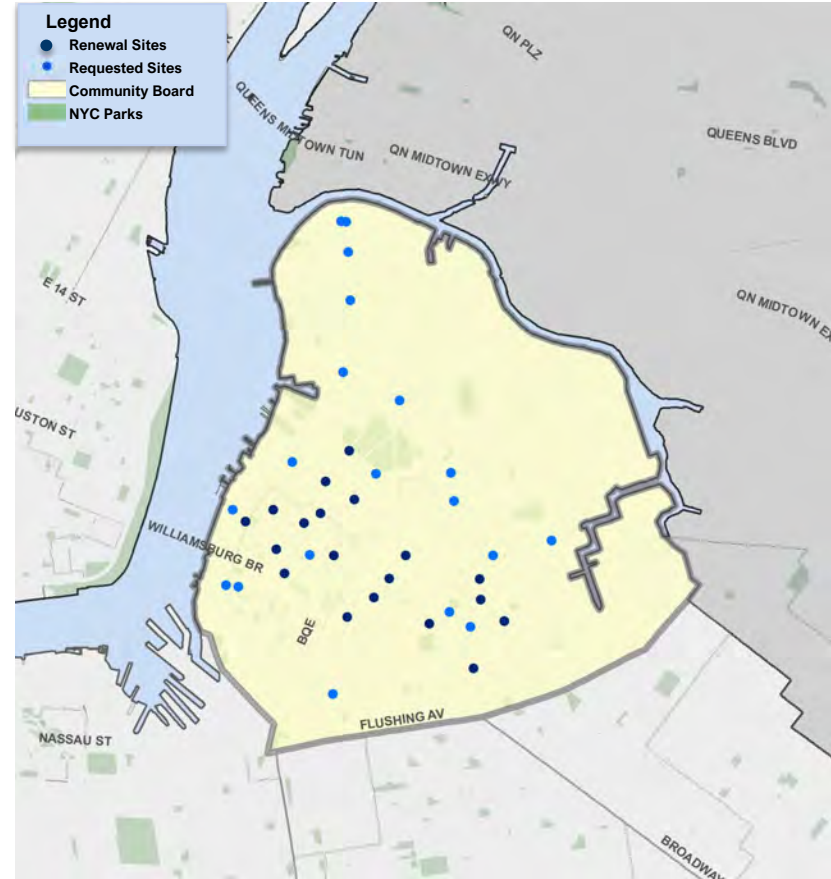 Legend
Renewal Sites
Requested Sites
Community Board
NYC Parks
QN PLZ
QUEENS MIDTOWN TUN
QN MIDTOWN EXWY
QUEENS BLVD
E 14 ST
QN MIDTOWN EX
USTON ST
WILLIAMSBURG BR
BQE
FLUSHING AV
NASSAU ST
BROADWAY